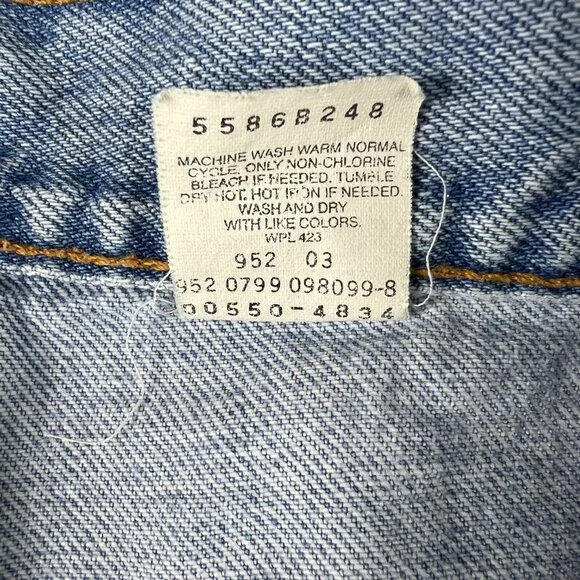 55868248
MACHINE WASH WARM NORMAL
CYCLE. ONLY NON-CHLORINE
BLEACH IF NEEDED. TUMBLE
DRY HOT. HOT IRON IF NEEDED.
WASH AND DRY
WITH LIKE COLORS.
WPL 423
952 03
952 0799 098099-8
00550-4834